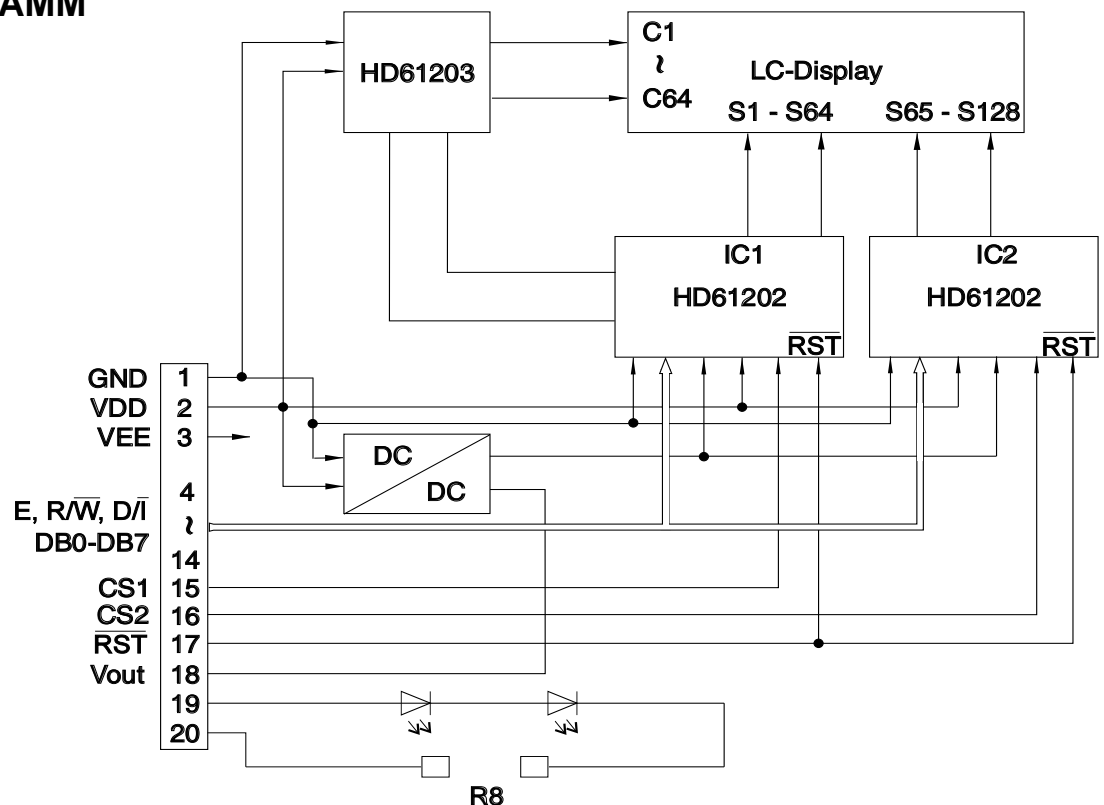 AMM
HD61203
C1
~
C64
LC-Display
S1 - S64
S65 - S128
IC1
HD61202
RST
IC2
HD61202
RST
GND 1
VDD 2
VEE 3
4
E, R/W, D/I
~
DB0-DB7
14
CS1 15
CS2 16
RST 17
Vout 18
19
20
DC
DC
R8